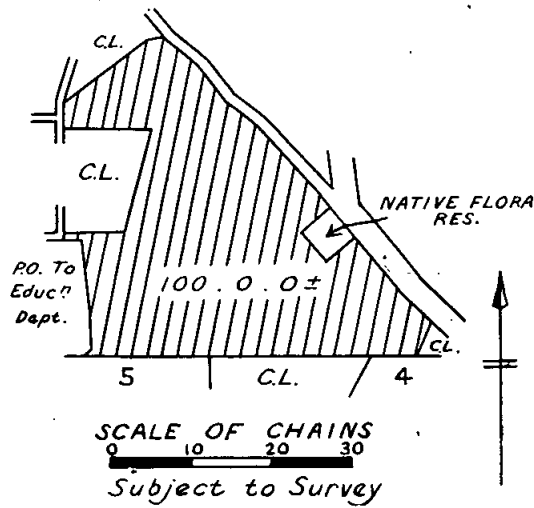 C.L.
C.L.
NATIVE FLORA
RES.
P.O. To
Educⁿ
Dept.
100.0.0±
C.L.
5
C.L.
4
SCALE OF CHAINS
0 10 20 30
Subject to Survey